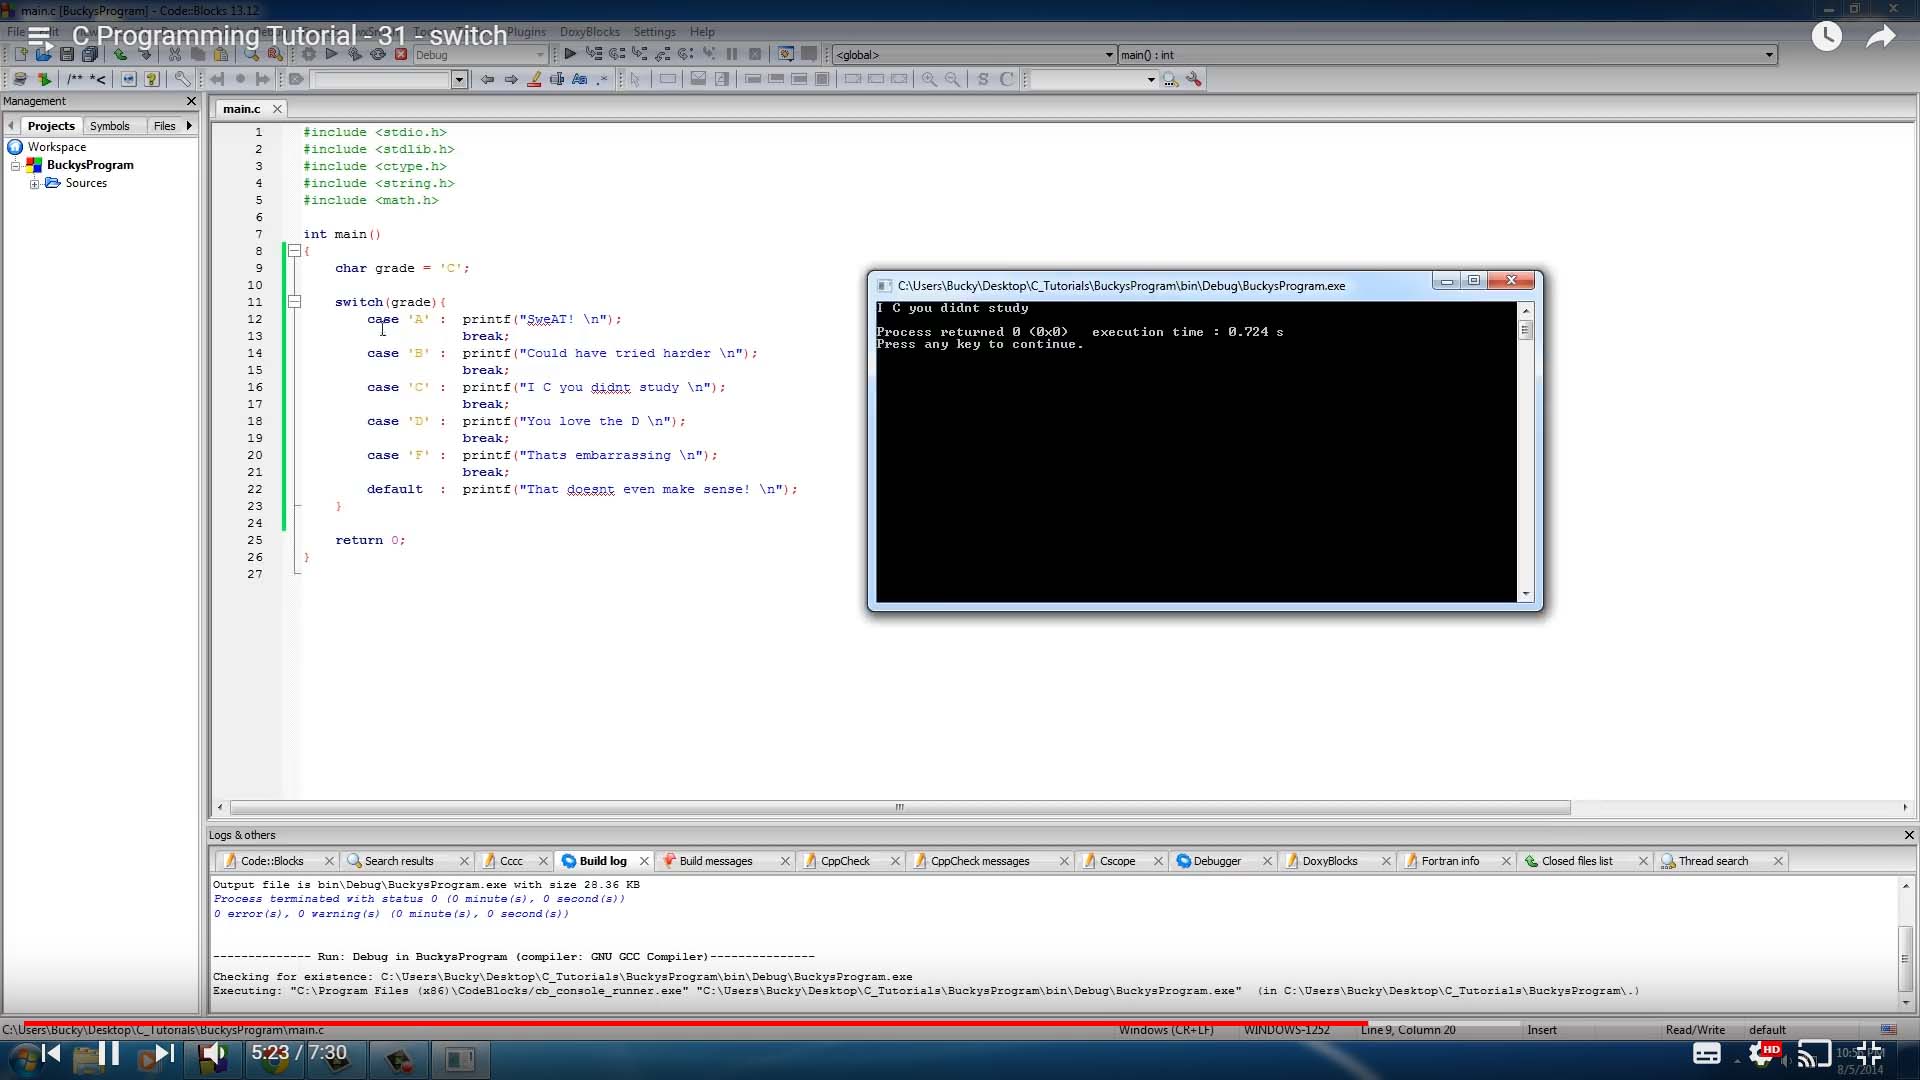 main.c [BuckysProgram] - Code::Blocks 13.12
C Programming Tutorial - 31 - switch
File Plugins DoxyBlocks Settings Help
Debug <global> main() : int
/** *<
S C
Management
Projects Symbols Files
Workspace
BuckysProgram
Sources
main.c
1 #include <stdio.h>
2 #include <stdlib.h>
3 #include <ctype.h>
4 #include <string.h>
5 #include <math.h>
6
7 int main()
8 {
9 char grade = 'C';
10
11 switch(grade){
12 case 'A' : printf("SweAT! \n");
13 break;
14 case 'B' : printf("Could have tried harder \n");
15 break;
16 case 'C' : printf("I C you didnt study \n");
17 break;
18 case 'D' : printf("You love the D \n");
19 break;
20 case 'F' : printf("Thats embarrassing \n");
21 break;
22 default : printf("That doesnt even make sense! \n");
23 }
24
25 return 0;
26 }
27
C:\Users\Bucky\Desktop\C_Tutorials\BuckysProgram\bin\Debug\BuckysProgram.exe
I C you didnt study
Process returned 0 (0x0) execution time : 0.724 s
Press any key to continue.
Logs & others
Code::Blocks Search results Cccc Build log Build messages CppCheck CppCheck messages Cscope Debugger DoxyBlocks Fortran info Closed files list Thread search
Output file is bin\Debug\BuckysProgram.exe with size 28.36 KB
Process terminated with status 0 (0 minute(s), 0 second(s))
0 error(s), 0 warning(s) (0 minute(s), 0 second(s))
-------------- Run: Debug in BuckysProgram (compiler: GNU GCC Compiler)---------------
Checking for existence: C:\Users\Bucky\Desktop\C_Tutorials\BuckysProgram\bin\Debug\BuckysProgram.exe
Executing: "C:\Program Files (x86)\CodeBlocks/cb_console_runner.exe" "C:\Users\Bucky\Desktop\C_Tutorials\BuckysProgram\bin\Debug\BuckysProgram.exe" (in C:\Users\Bucky\Desktop\C_Tutorials\BuckysProgram\.)
C:\Users\Bucky\Desktop\C_Tutorials\BuckysProgram\main.c Windows (CR+LF) WINDOWS-1252 Line 9, Column 20 Insert Read/Write default
5:23 / 7:30
HD
8/5/2014